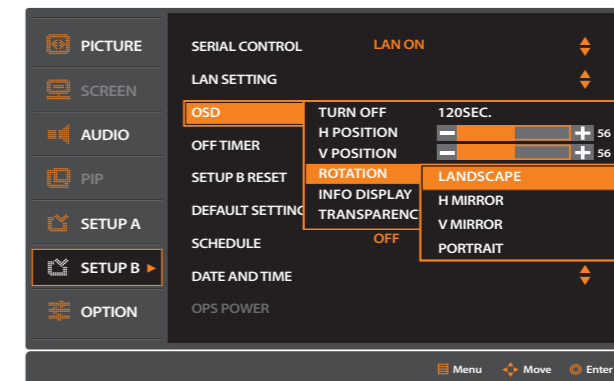 PICTURE
SCREEN
AUDIO
PIP
SETUP A
SETUP B
OPTION
SERIAL CONTROL LAN ON
LAN SETTING
OSD
OFF TIMER
SETUP B RESET
DEFAULT SETTING
SCHEDULE OFF
DATE AND TIME
OPS POWER
TURN OFF 120SEC.
H POSITION 56
V POSITION 56
ROTATION
INFO DISPLAY
TRANSPARENC
LANDSCAPE
H MIRROR
V MIRROR
PORTRAIT
Menu Move Enter